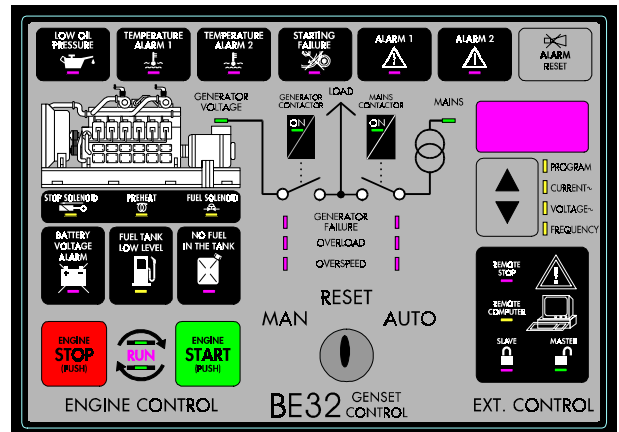 LOW OIL
PRESSURE
TEMPERATURE
ALARM 1
TEMPERATURE
ALARM 2
STARTING
FAILURE
ALARM 1
ALARM 2
ALARM
RESET
GENERATOR
VOLTAGE
GENERATOR
CONTACTOR
LOAD
MAINS
CONTACTOR
MAINS
ON
ON
PROGRAM
CURRENT~
VOLTAGE~
FREQUENCY
STOP SOLENOID
PREHEAT
FUEL SOLENOID
BATTERY
VOLTAGE
ALARM
FUEL TANK
LOW LEVEL
NO FUEL
IN THE TANK
GENERATOR
FAILURE
OVERLOAD
OVERSPEED
REMOTE
STOP
REMOTE
COMPUTER
SLAVE
MASTER
RESET
MAN
AUTO
ENGINE
STOP
(PUSH)
RUN
ENGINE
START
(PUSH)
ENGINE CONTROL
BE32 GENSET
CONTROL
EXT. CONTROL